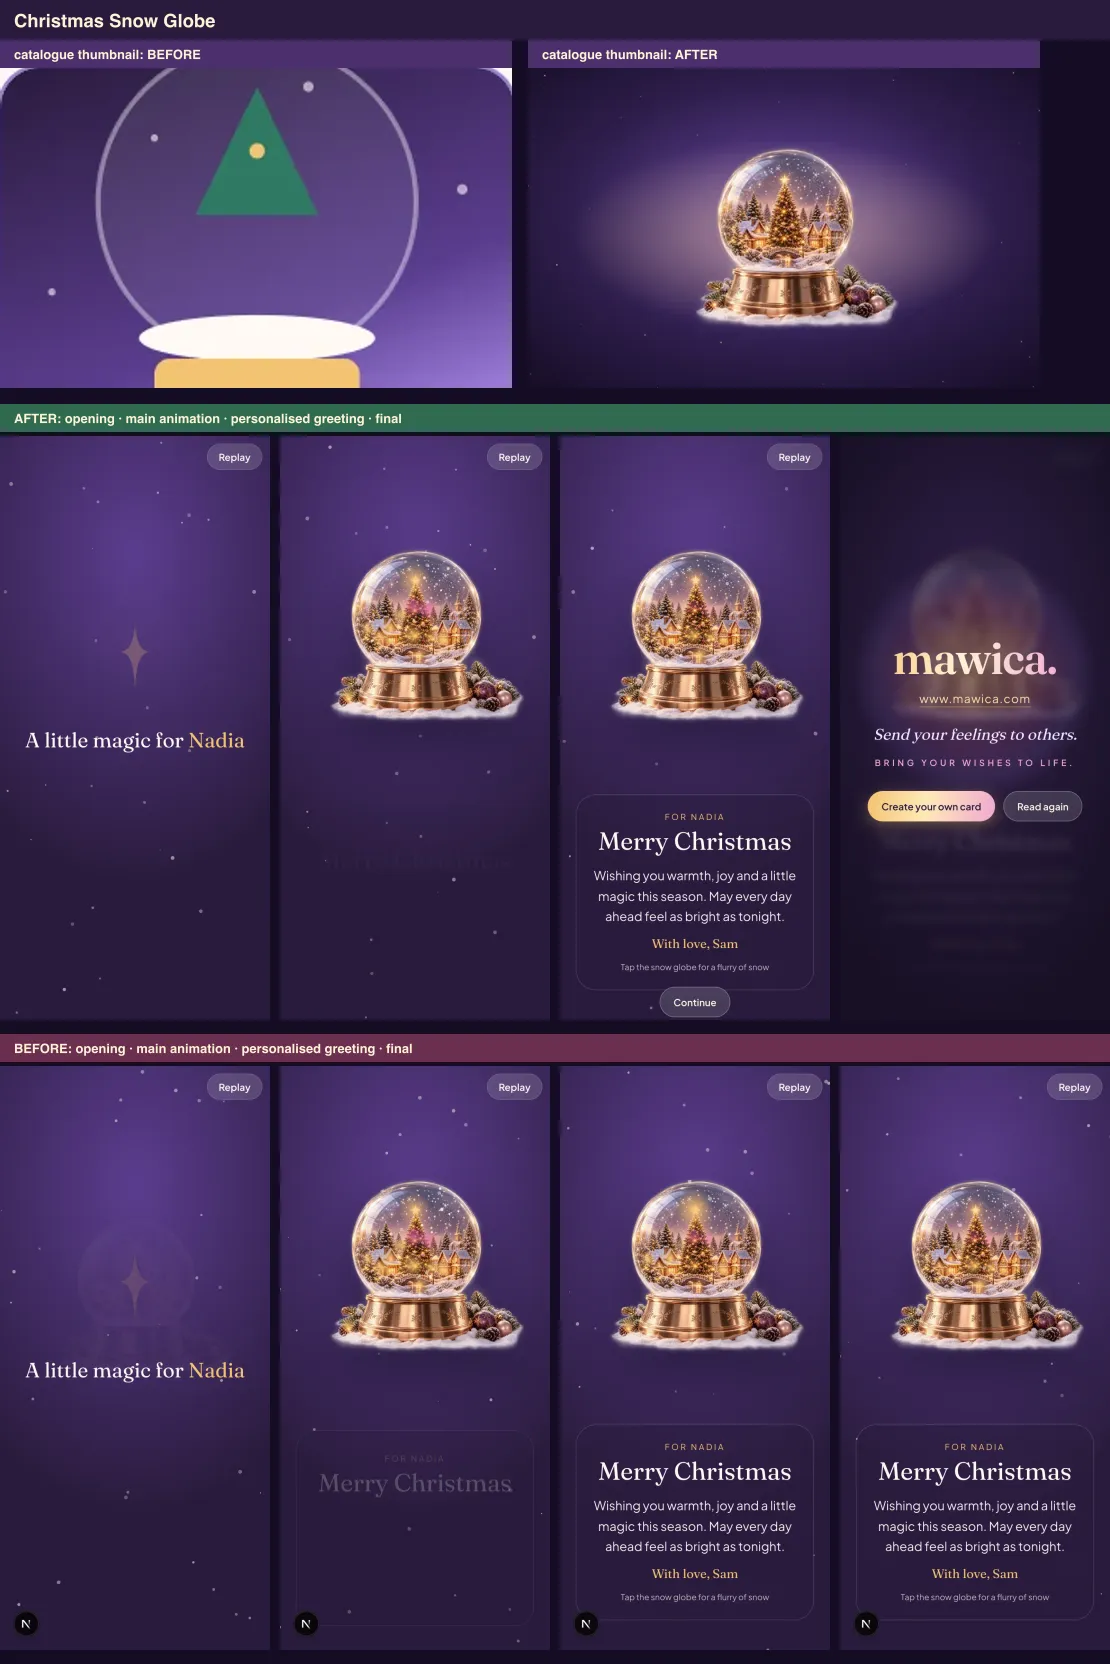 Christmas Snow Globe
catalogue thumbnail: BEFORE
catalogue thumbnail: AFTER
AFTER: opening · main animation · personalised greeting · final
Replay
A little magic for Nadia
Replay
Replay
FOR NADIA
Merry Christmas
Wishing you warmth, joy and a little
magic this season. May every day
ahead feel as bright as tonight.
With love, Sam
Tap the snow globe for a flurry of snow
Continue
mawica.
www.mawica.com
Send your feelings to others.
BRING YOUR WISHES TO LIFE.
Create your own card
Read again
BEFORE: opening · main animation · personalised greeting · final
Replay
A little magic for Nadia
N
Replay
FOR NADIA
Merry Christmas
N
Replay
FOR NADIA
Merry Christmas
Wishing you warmth, joy and a little
magic this season. May every day
ahead feel as bright as tonight.
With love, Sam
Tap the snow globe for a flurry of snow
N
Replay
FOR NADIA
Merry Christmas
Wishing you warmth, joy and a little
magic this season. May every day
ahead feel as bright as tonight.
With love, Sam
Tap the snow globe for a flurry of snow
N